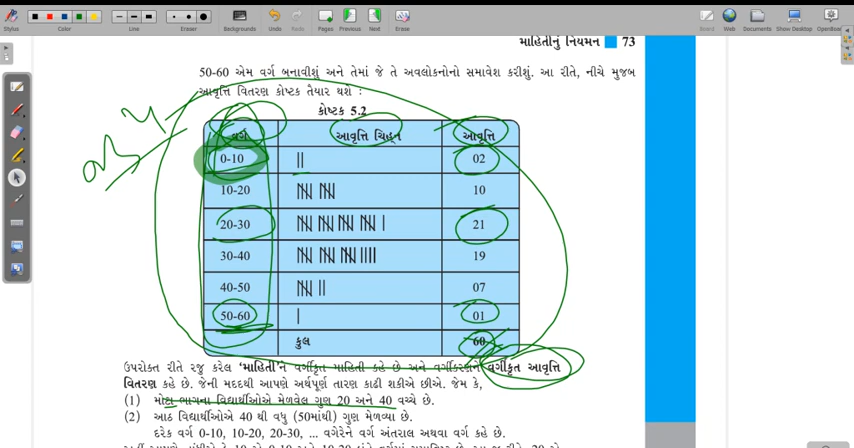 Stylus
Color
Line
Eraser
Backgrounds
Undo
Redo
Pages
Previous
Next
Erase
Board
Web
Documents
Show Desktop
OpenBoard
માહિતીનું નિયમન 73
50-60 એમ વર્ગ બનાવીશું અને તેમાં જે તે અવલોકનોનો સમાવેશ કરીશું. આ રીતે, નીચે મુજબ
આવૃત્તિ વિતરણ કોષ્ટક તૈયાર થશે :
કોષ્ટક 5.2
વર્ગ આવૃત્તિ ચિહ્ન આવૃત્તિ
0-10 02
10-20 10
20-30 21
30-40 19
40-50 07
50-60 01
કુલ 60
ઉપરોક્ત રીતે રજુ કરેલ 'માહિતી'ને વર્ગીકૃત માહિતી કહે છે અને વર્ગીકરણને વર્ગીકૃત આવૃત્તિ
વિતરણ કહે છે. જેની મદદથી આપણે અર્થપૂર્ણ તારણ કાઢી શકીએ છીએ. જેમ કે,
(1) મોટા ભાગના વિદ્યાર્થીઓએ મેળવેલ ગુણ 20 અને 40 વચ્ચે છે.
(2) આઠ વિદ્યાર્થીઓએ 40 થી વધુ (50માંથી) ગુણ મેળવ્યા છે.
દરેક વર્ગ 0-10, 10-20, 20-30, ... વગેરેને વર્ગ અંતરાલ અથવા વર્ગ કહે છે.